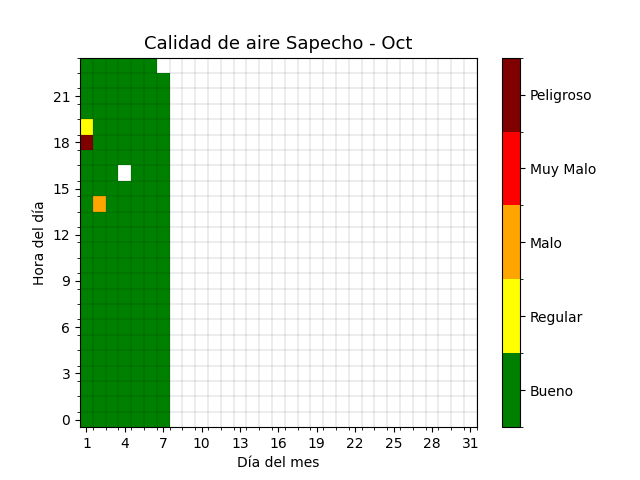 Calidad de aire Sapecho - Oct
Hora del día
21
18
15
12
9
6
3
0
1 4 7 10 13 16 19 22 25 28 31
Día del mes
Peligroso
Muy Malo
Malo
Regular
Bueno